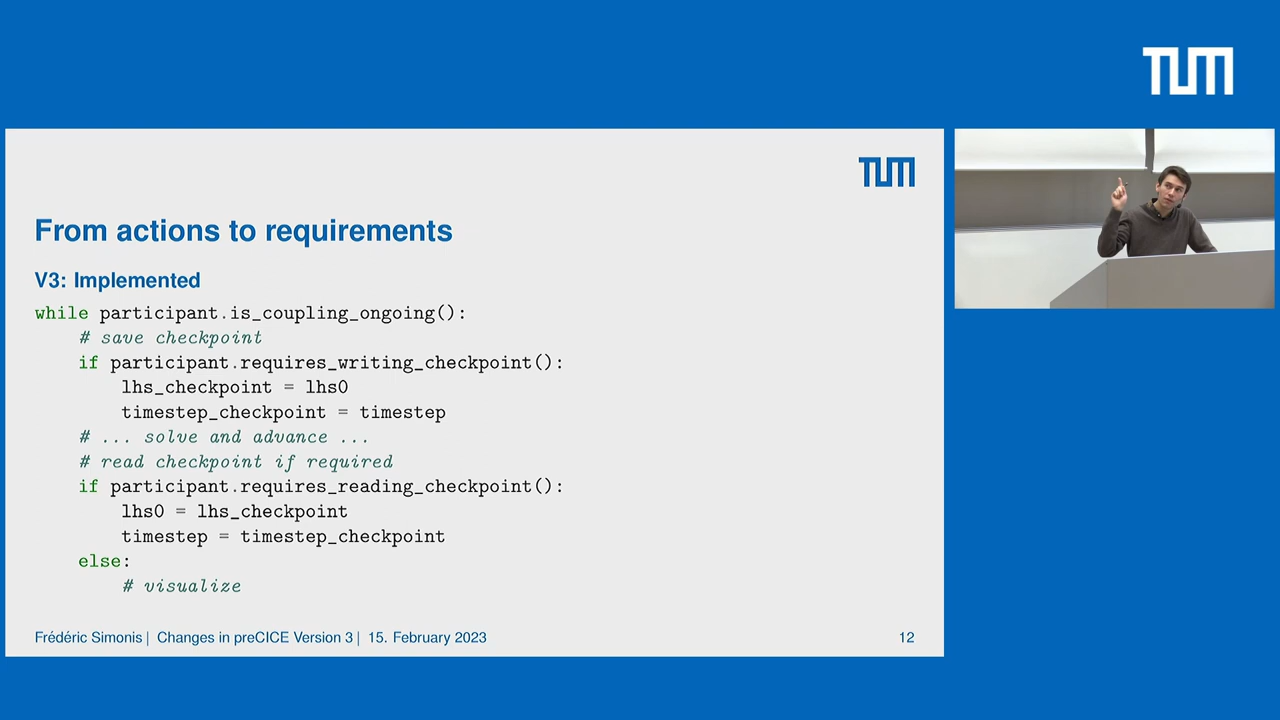 TUM
TUM
From actions to requirements
V3: Implemented
while participant.is_coupling_ongoing():
    # save checkpoint
    if participant.requires_writing_checkpoint():
        lhs_checkpoint = lhs0
        timestep_checkpoint = timestep
    # ... solve and advance ...
    # read checkpoint if required
    if participant.requires_reading_checkpoint():
        lhs0 = lhs_checkpoint
        timestep = timestep_checkpoint
    else:
        # visualize
Frédéric Simonis | Changes in preCICE Version 3 | 15. February 2023 12